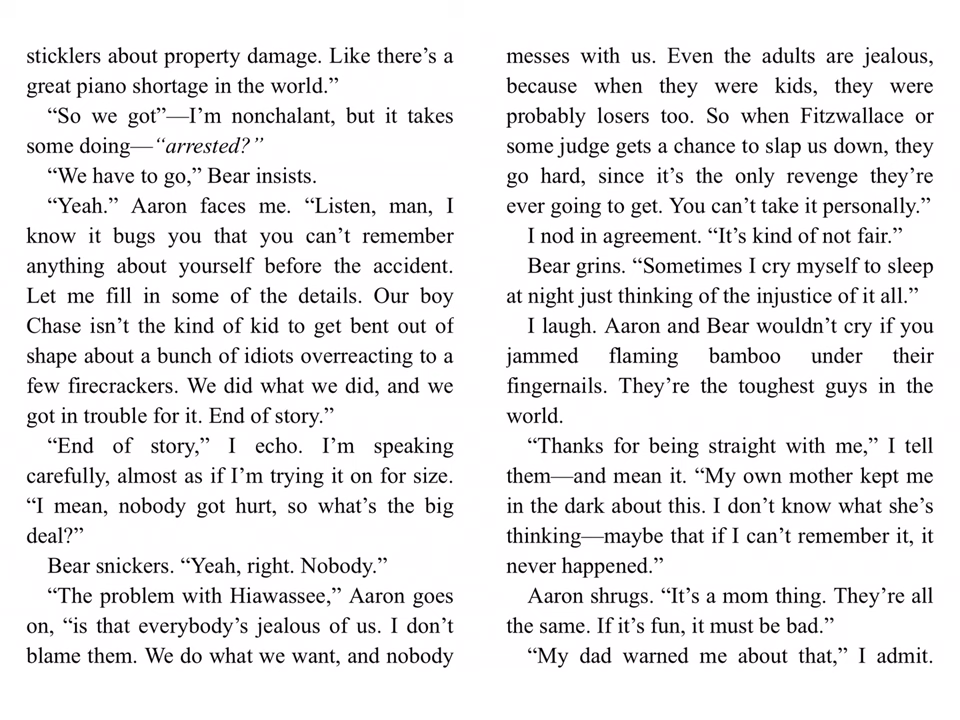 sticklers about property damage. Like there’s a
great piano shortage in the world.”
“So we got”—I’m nonchalant, but it takes
some doing—“arrested?”
“We have to go,” Bear insists.
“Yeah.” Aaron faces me. “Listen, man, I
know it bugs you that you can’t remember
anything about yourself before the accident.
Let me fill in some of the details. Our boy
Chase isn’t the kind of kid to get bent out of
shape about a bunch of idiots overreacting to a
few firecrackers. We did what we did, and we
got in trouble for it. End of story.”
“End of story,” I echo. I’m speaking
carefully, almost as if I’m trying it on for size.
“I mean, nobody got hurt, so what’s the big
deal?”
Bear snickers. “Yeah, right. Nobody.”
“The problem with Hiawassee,” Aaron goes
on, “is that everybody’s jealous of us. I don’t
blame them. We do what we want, and nobody
messes with us. Even the adults are jealous,
because when they were kids, they were
probably losers too. So when Fitzwallace or
some judge gets a chance to slap us down, they
go hard, since it’s the only revenge they’re
ever going to get. You can’t take it personally.”
I nod in agreement. “It’s kind of not fair.”
Bear grins. “Sometimes I cry myself to sleep
at night just thinking of the injustice of it all.”
I laugh. Aaron and Bear wouldn’t cry if you
jammed flaming bamboo under their
fingernails. They’re the toughest guys in the
world.
“Thanks for being straight with me,” I tell
them—and mean it. “My own mother kept me
in the dark about this. I don’t know what she’s
thinking—maybe that if I can’t remember it, it
never happened.”
Aaron shrugs. “It’s a mom thing. They’re all
the same. If it’s fun, it must be bad.”
“My dad warned me about that,” I admit.